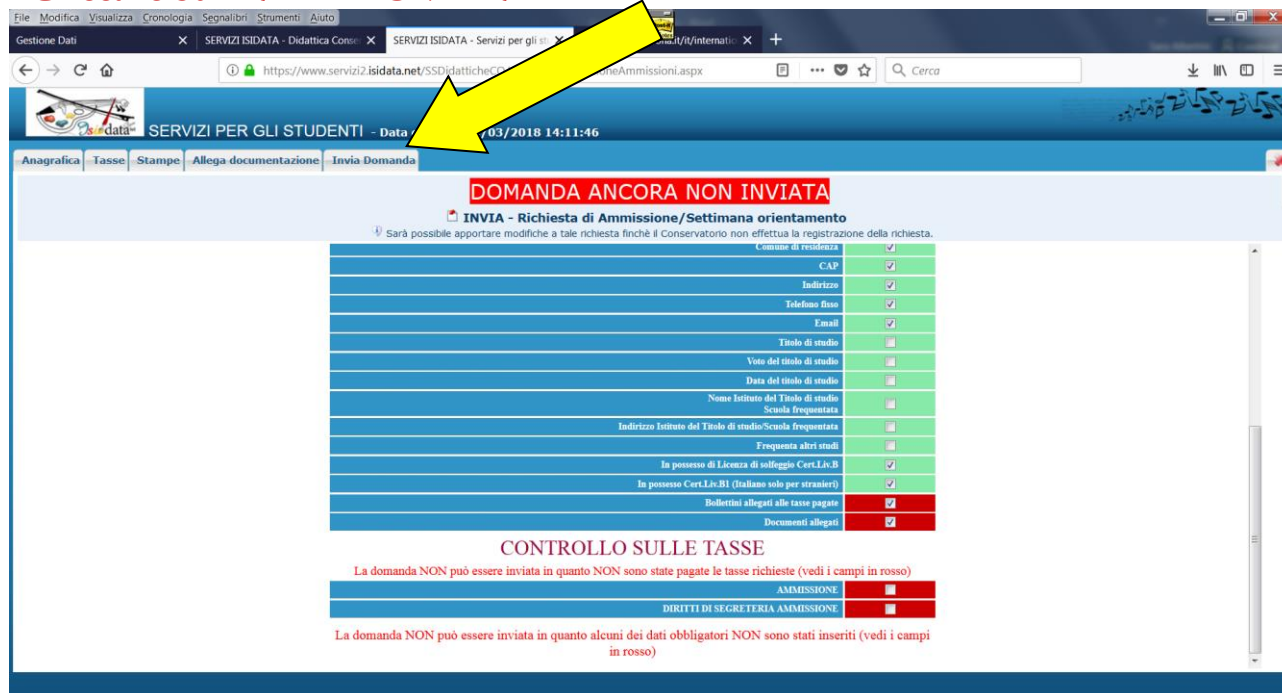 File Modifica Visualizza Cronologia Segnalibri Strumenti Aiuto
Gestione Dati
SERVIZI ISIDATA - Didattica Conse
SERVIZI ISIDATA - Servizi per gli st
https://www.servizi2.isidata.net/SSDidatticheCO
oneAmmissioni.aspx
Cerca
Isidata SERVIZI PER GLI STUDENTI - Data
/03/2018 14:11:46
Anagrafica Tasse Stampe Allega documentazione Invia Domanda
DOMANDA ANCORA NON INVIATA
INVIA - Richiesta di Ammissione/Settimana orientamento
Sarà possibile apportare modifiche a tale richiesta finchè il Conservatorio non effettua la registrazione della richiesta.
Comune di residenza
CAP
Indirizzo
Telefono fisso
Email
Titolo di studio
Voto del titolo di studio
Data del titolo di studio
Nome Istituto del Titolo di studio
Scuola frequentata
Indirizzo Istituto del Titolo di studio/Scuola frequentata
Frequenta altri studi
In possesso di Licenza di solfeggio Cert.Liv.B
In possesso Cert.Liv.B1 (Italiano solo per stranieri)
Bollettini allegati alle tasse pagate
Documenti allegati
CONTROLLO SULLE TASSE
La domanda NON può essere inviata in quanto NON sono state pagate le tasse richieste (vedi i campi in rosso)
AMMISSIONE
DIRITTI DI SEGRETERIA AMMISSIONE
La domanda NON può essere inviata in quanto alcuni dei dati obbligatori NON sono stati inseriti (vedi i campi
in rosso)